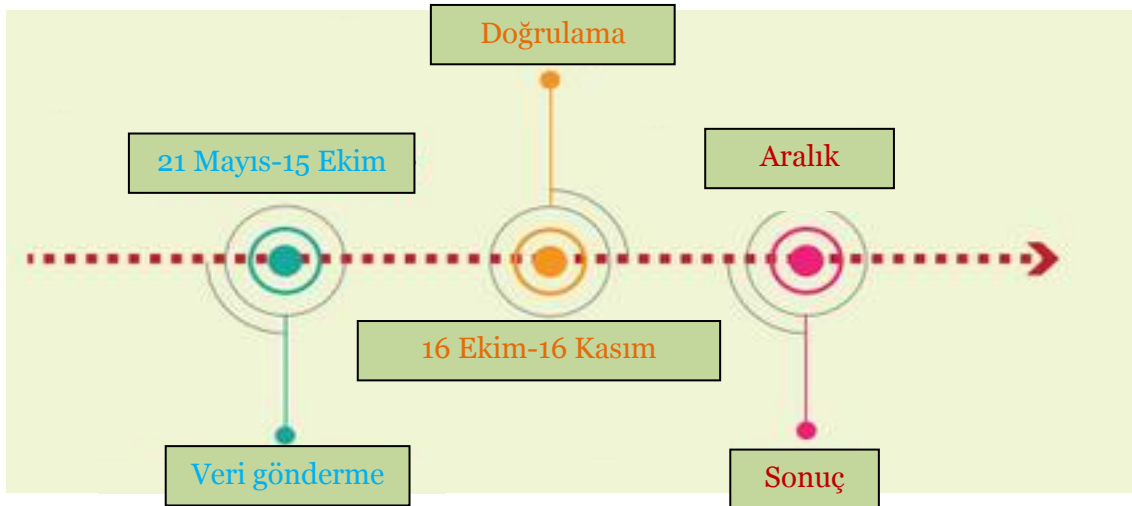 Doğrulama
21 Mayıs-15 Ekim
Aralık
16 Ekim-16 Kasım
Veri gönderme
Sonuç